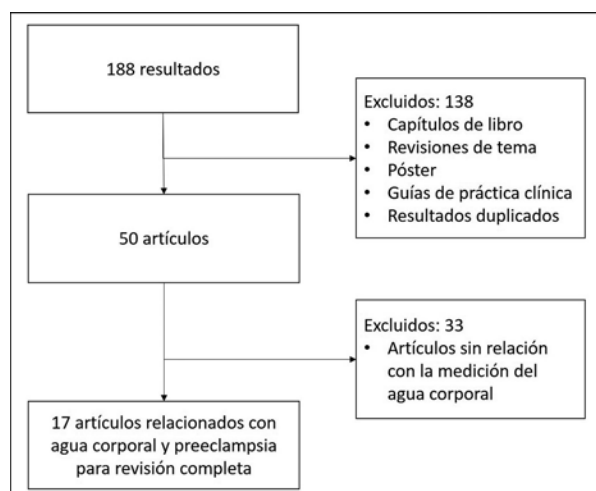 188 resultados
Excluidos: 138
• Capítulos de libro
• Revisiones de tema
• Póster
• Guías de práctica clínica
• Resultados duplicados
50 artículos
Excluidos: 33
• Artículos sin relación
con la medición del
agua corporal
17 artículos relacionados con
agua corporal y preeclampsia
para revisión completa